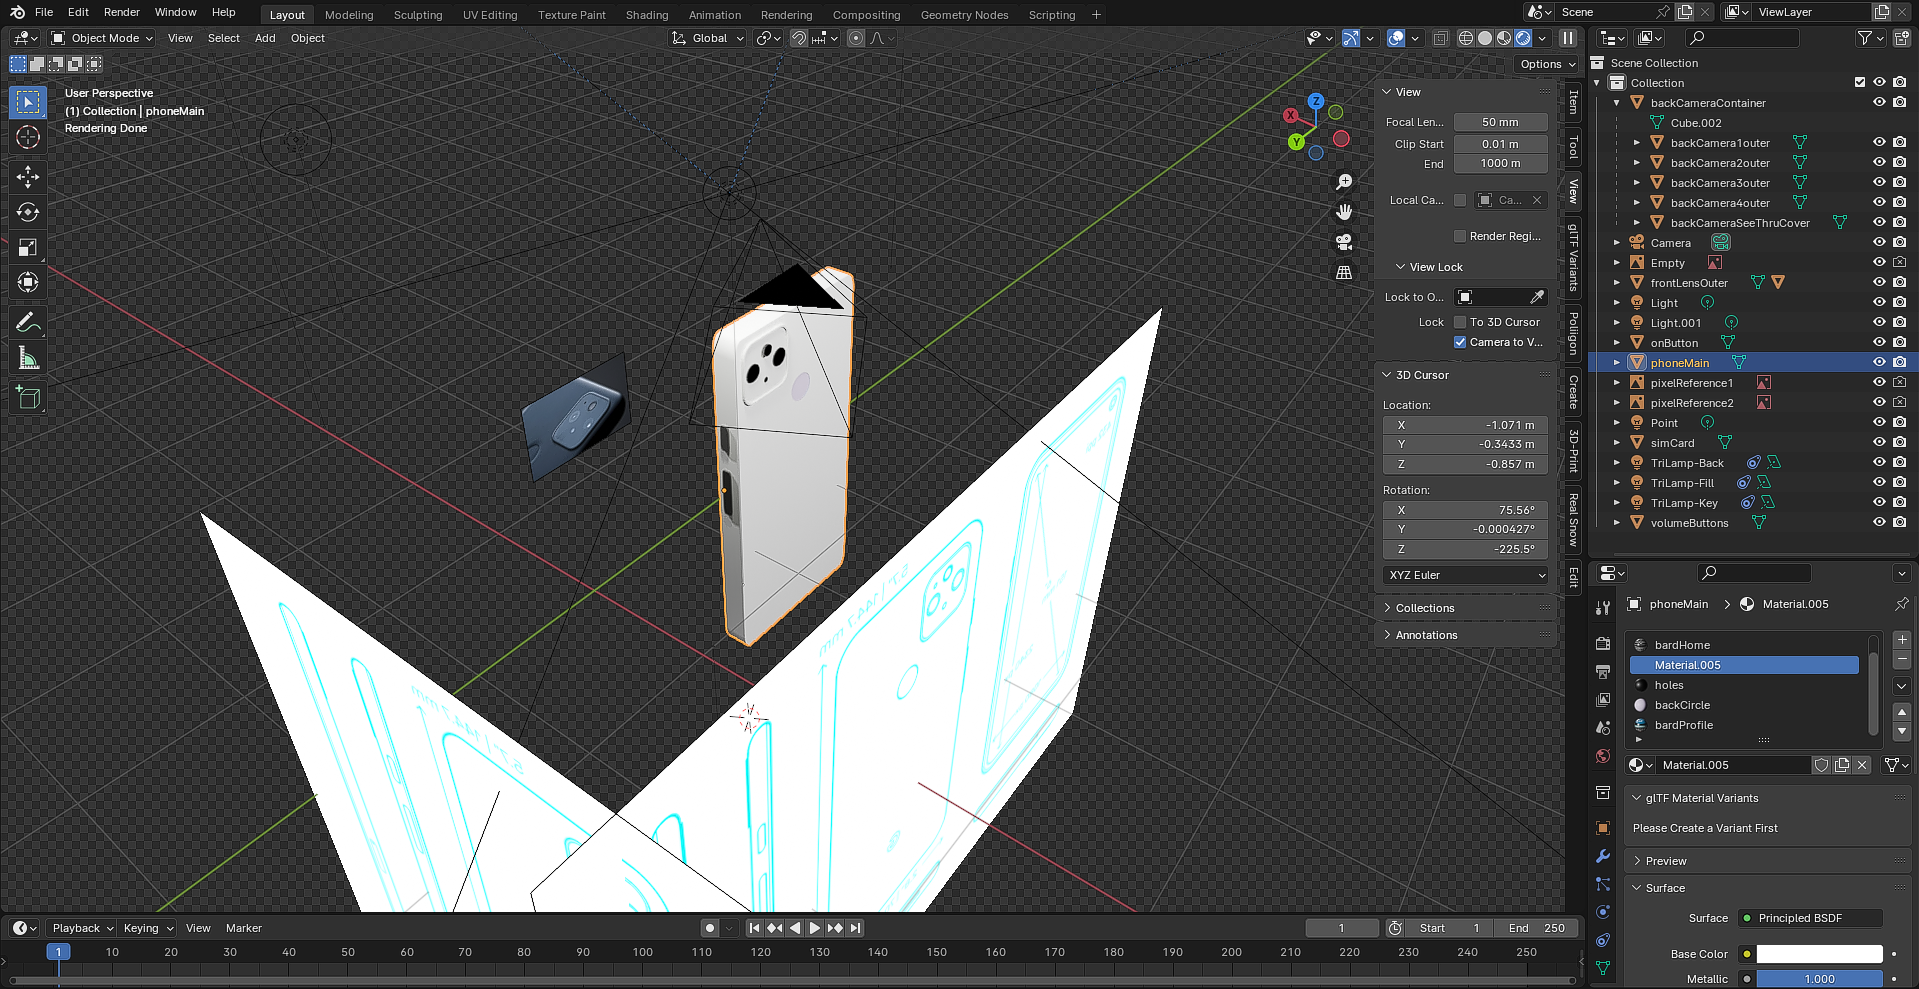 File Edit Render Window Help Layout Modeling Sculpting UV Editing Texture Paint Shading Animation Rendering Compositing Geometry Nodes Scripting + Scene ViewLayer
Object Mode View Select Add Object Global
Options
User Perspective
(1) Collection | phoneMain
Rendering Done
X
Y
Z
View
Focal Len... 50 mm
Clip Start 0.01 m
End 1000 m
Local Ca... Ca...
Render Regi...
View Lock
Lock to O...
Lock To 3D Cursor
Camera to V...
3D Cursor
Location:
X -1.071 m
Y -0.3433 m
Z -0.857 m
Rotation:
X 75.56°
Y -0.000427°
Z -225.5°
XYZ Euler
Collections
Annotations
Item
Tool
View
glTF Variants
Poliigon
Create
3D-Print
Real Snow
Edit
Scene Collection
Collection
backCameraContainer
Cube.002
backCamera1outer
backCamera2outer
backCamera3outer
backCamera4outer
backCameraSeeThruCover
Camera
Empty
frontLensOuter
Light
Light.001
onButton
phoneMain
pixelReference1
pixelReference2
Point
simCard
TriLamp-Back
TriLamp-Fill
TriLamp-Key
volumeButtons
phoneMain > Material.005
bardHome
Material.005
holes
backCircle
bardProfile
Material.005
glTF Material Variants
Please Create a Variant First
Preview
Surface
Surface Principled BSDF
Base Color
Metallic 1.000
Playback Keying View Marker 1 Start 1 End 250
1 10 20 30 40 50 60 70 80 90 100 110 120 130 140 150 160 170 180 190 200 210 220 230 240 250